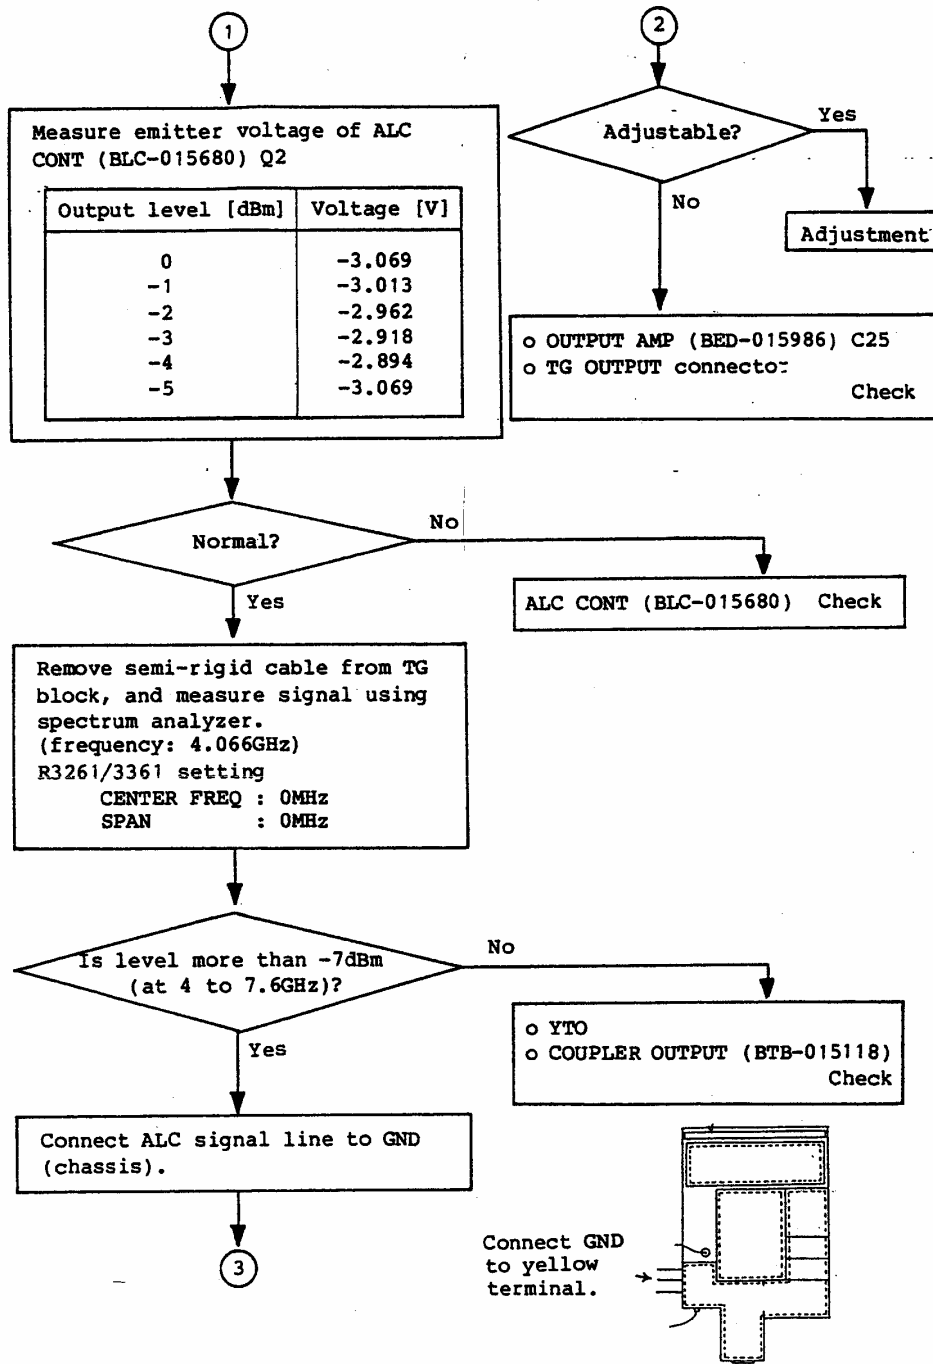 1
Measure emitter voltage of ALC
CONT (BLC-015680) Q2
Output level [dBm] Voltage [V]
0 -3.069
-1 -3.013
-2 -2.962
-3 -2.918
-4 -2.894
-5 -3.069
Normal?
No
ALC CONT (BLC-015680) Check
Yes
Remove semi-rigid cable from TG
block, and measure signal using
spectrum analyzer.
(frequency: 4.066GHz)
R3261/3361 setting
CENTER FREQ : 0MHz
SPAN : 0MHz
Is level more than -7dBm
(at 4 to 7.6GHz)?
No
o YTO
o COUPLER OUTPUT (BTB-015118)
Check
Yes
Connect ALC signal line to GND
(chassis).
3
Connect GND
to yellow
terminal.
2
Adjustable?
Yes
Adjustment
No
o OUTPUT AMP (BED-015986) C25
o TG OUTPUT connector
Check